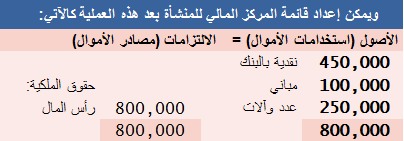 ويمكن إعداد قائمة المركز المالي للمنشأة بعد هذه العملية كالآتي:
الأصول (استخدامات الأموال) = الالتزامات (مصادر الأموال)
450,000 نقدية بالبنك
100,000 مباني حقوق الملكية:
250,000 عدد وآلات 800,000 رأس المال
800,000 800,000